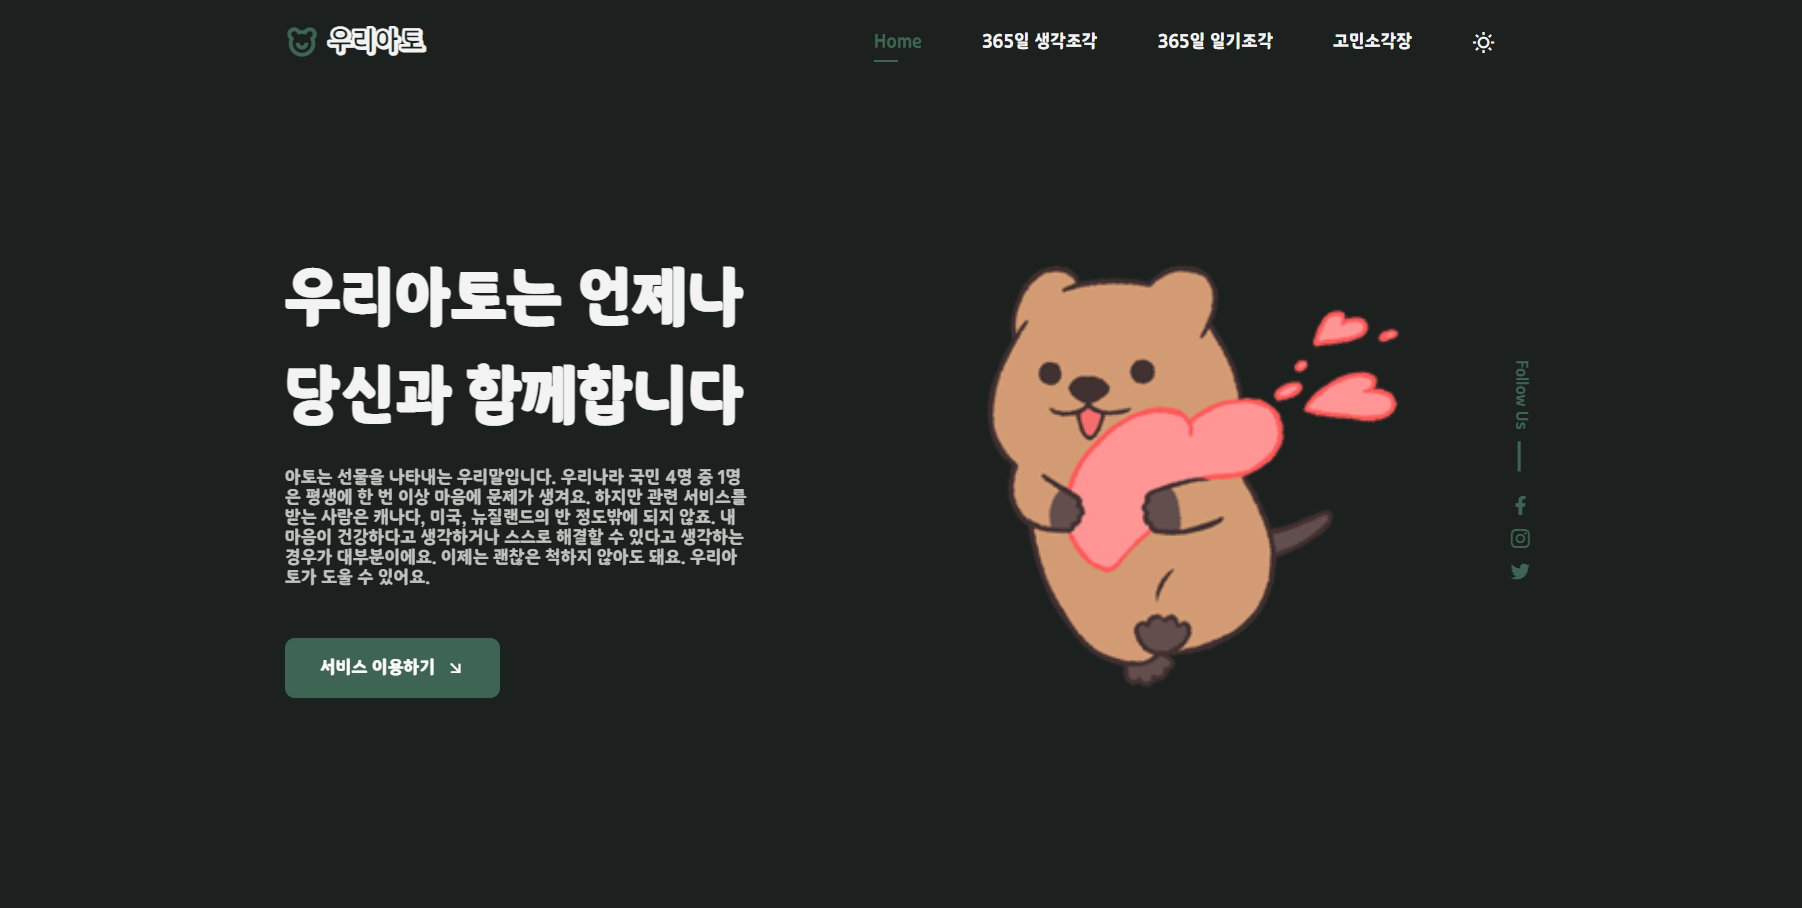 우리아토
Home
365일 생각조각
365일 일기조각
고민소각장
우리아토는 언제나
당신과 함께합니다
아토는 선물을 나타내는 우리말입니다. 우리나라 국민 4명 중 1명
은 평생에 한 번 이상 마음에 문제가 생겨요. 하지만 관련 서비스를
받는 사람은 캐나다, 미국, 뉴질랜드의 반 정도밖에 되지 않죠. 내
마음이 건강하다고 생각하거나 스스로 해결할 수 있다고 생각하는
경우가 대부분이에요. 이제는 괜찮은 척하지 않아도 돼요. 우리아
토가 도울 수 있어요.
서비스 이용하기
Follow Us